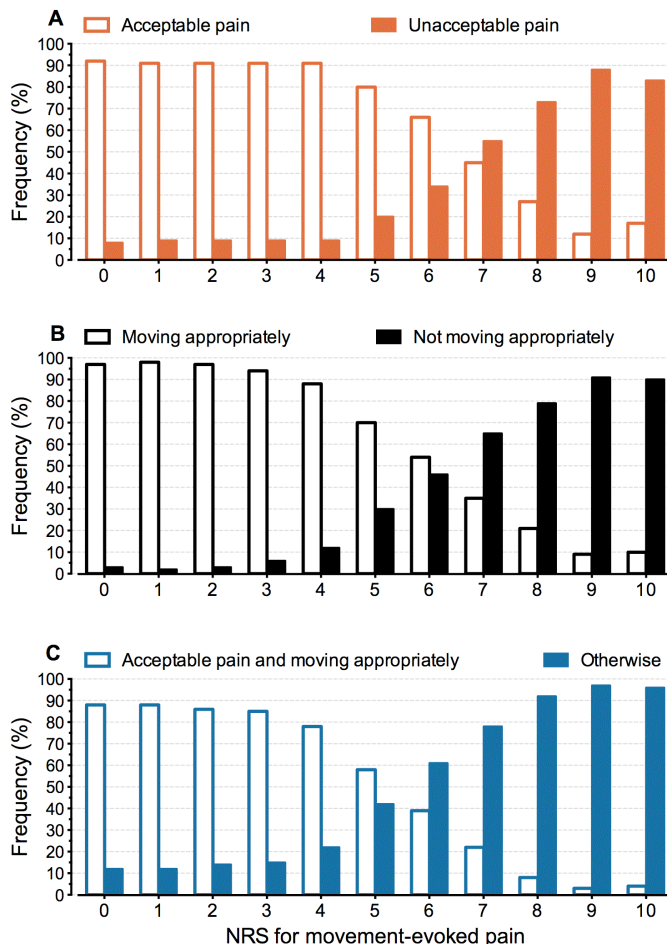 A
Acceptable pain Unacceptable pain
Frequency (%)
100
90
80
70
60
50
40
30
20
10
0
0 1 2 3 4 5 6 7 8 9 10
B
Moving appropriately Not moving appropriately
Frequency (%)
100
90
80
70
60
50
40
30
20
10
0
0 1 2 3 4 5 6 7 8 9 10
C
Acceptable pain and moving appropriately Otherwise
Frequency (%)
100
90
80
70
60
50
40
30
20
10
0
0 1 2 3 4 5 6 7 8 9 10
NRS for movement-evoked pain